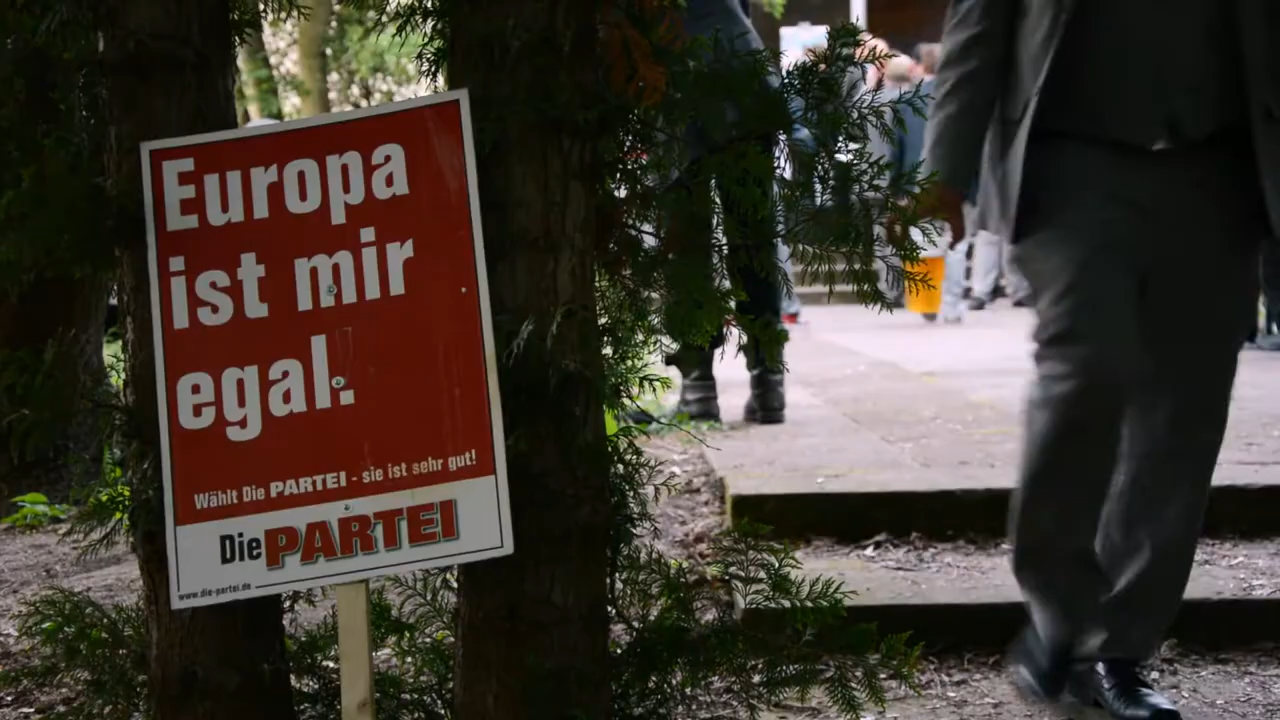 Europa
ist mir
egal.
Wählt Die PARTEI - sie ist sehr gut!
Die PARTEI
www.die-partei.de